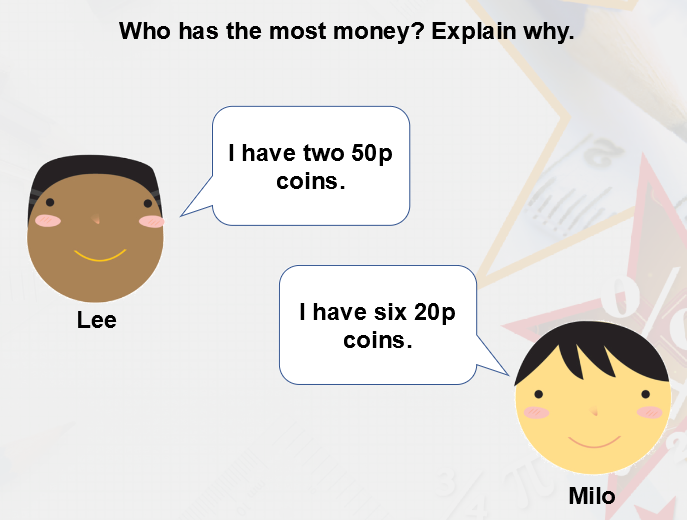 Who has the most money? Explain why.
I have two 50p
coins.
Lee
I have six 20p
coins.
Milo